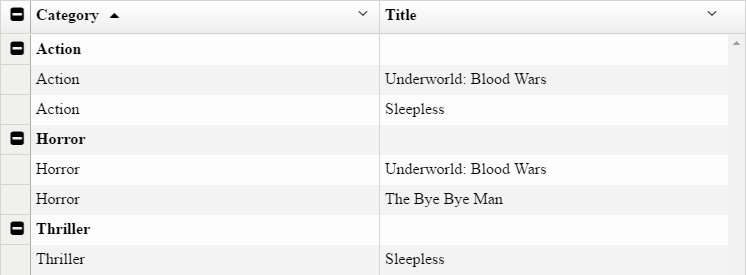 Category Title
Action
Action Underworld: Blood Wars
Action Sleepless
Horror
Horror Underworld: Blood Wars
Horror The Bye Bye Man
Thriller
Thriller Sleepless